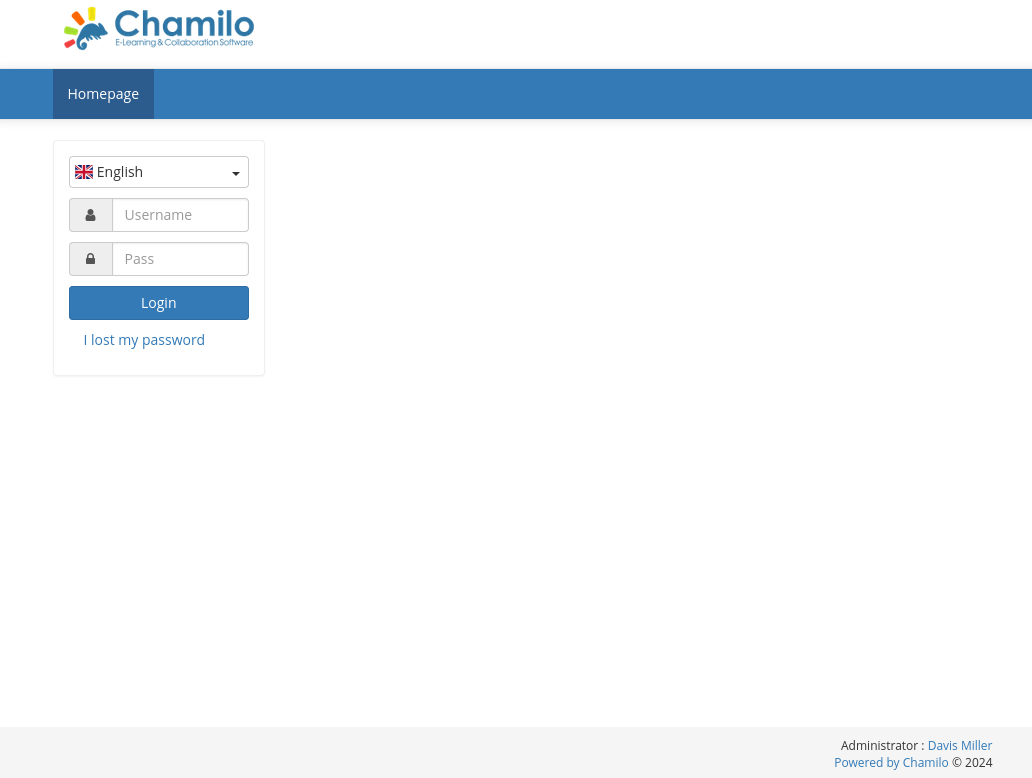 Chamilo
E-Learning & Collaboration Software
Homepage
English
Username
Pass
Login
I lost my password
Administrator : Davis Miller
Powered by Chamilo © 2024